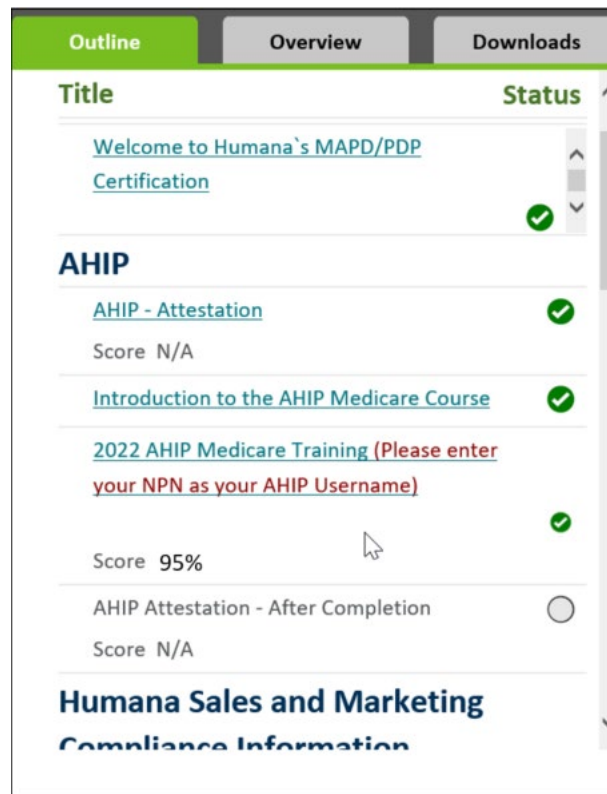 Outline Overview Downloads
Title Status
Welcome to Humana`s MAPD/PDP
Certification
AHIP
AHIP - Attestation
Score N/A
Introduction to the AHIP Medicare Course
2022 AHIP Medicare Training (Please enter
your NPN as your AHIP Username)
Score 95%
AHIP Attestation - After Completion
Score N/A
Humana Sales and Marketing
Compliance Information